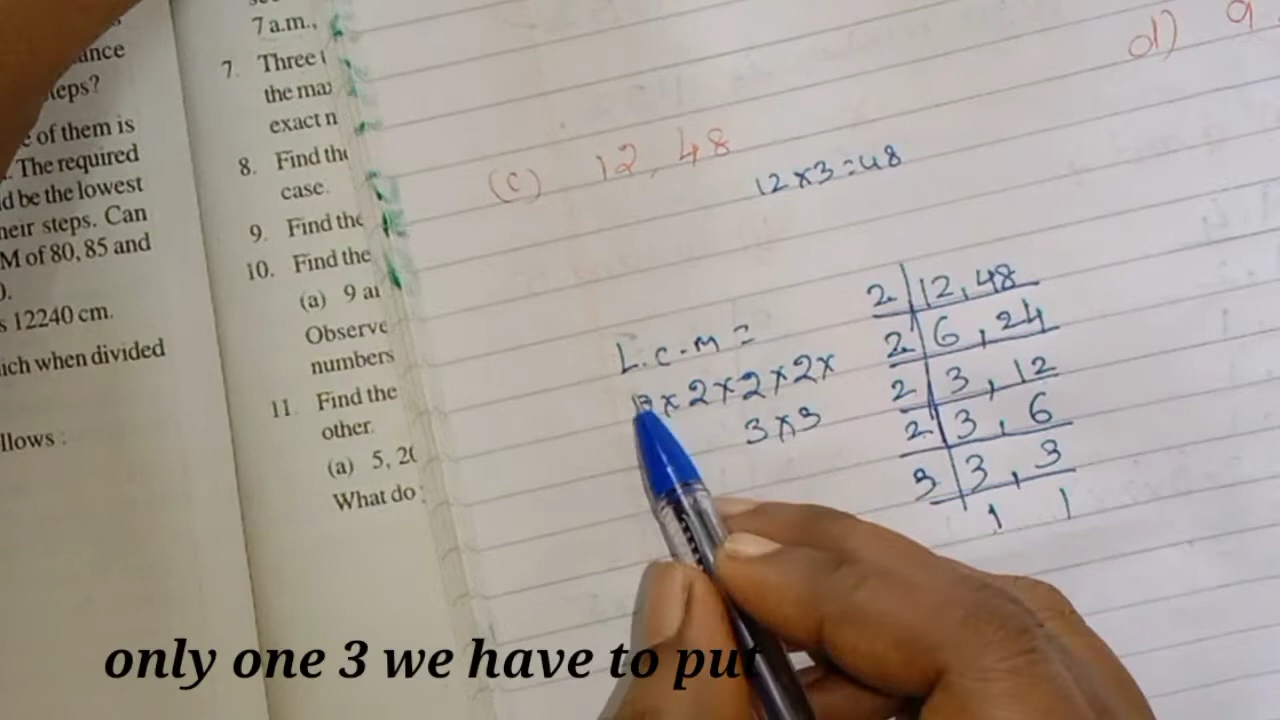 ance
teps?
e of them is
. The required
d be the lowest
heir steps. Can
M of 80, 85 and
).
s 12240 cm.
ich when divided
llows :
7 a.m.,
7. Three
the max
exact n
8. Find the
case.
9. Find the
10. Find the
(a) 9 an
Observe
numbers
11. Find the
other.
(a) 5, 20
What do
d) 9
(c) 12, 48
12×3=48
2 12, 48
2 6, 24
2 3, 12
2 3, 6
3 3, 3
1 1
L.C.M =
×2×2×2×
3×3
only one 3 we have to put